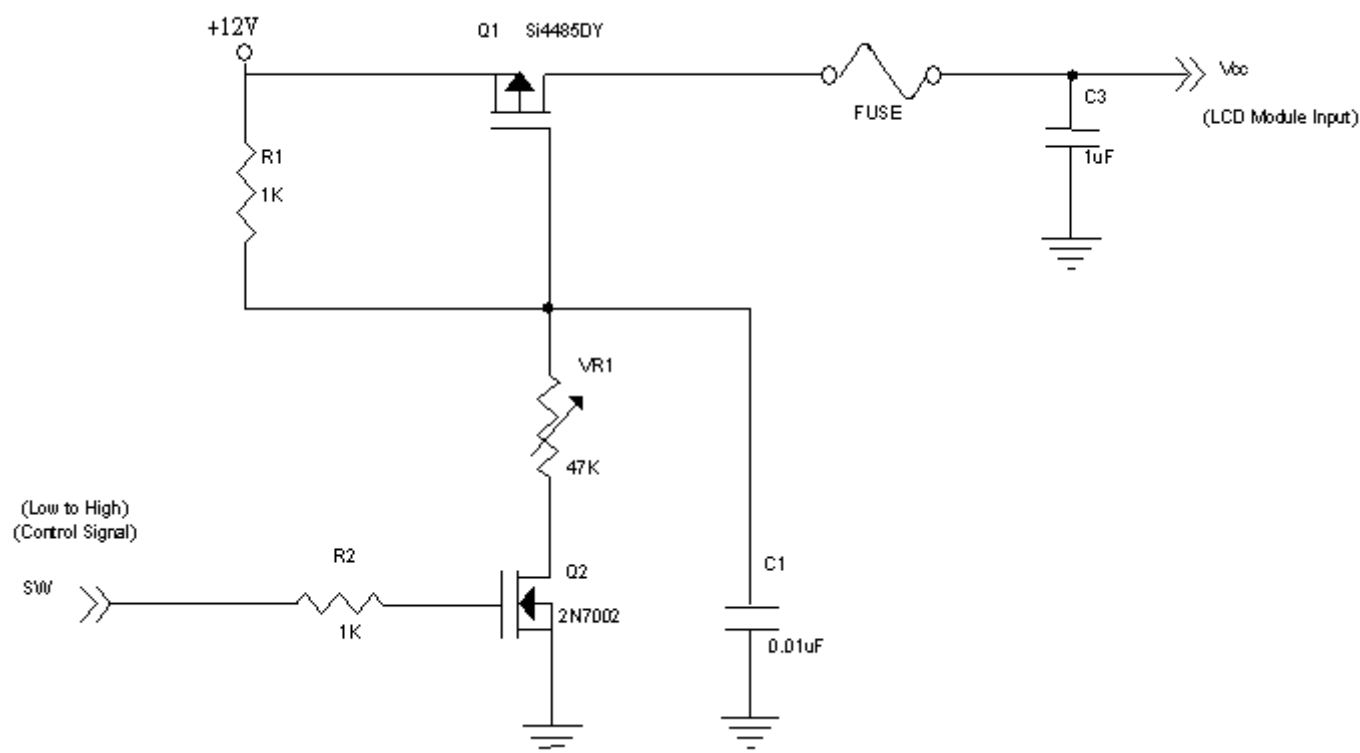 +12V
Q1 Si4485DY
Vcc
(LCD Module Input)
FUSE
C3
1uF
R1
1K
VR1
47K
(Low to High)
(Control Signal)
SW
R2
1K
Q2
2N7002
C1
0.01uF